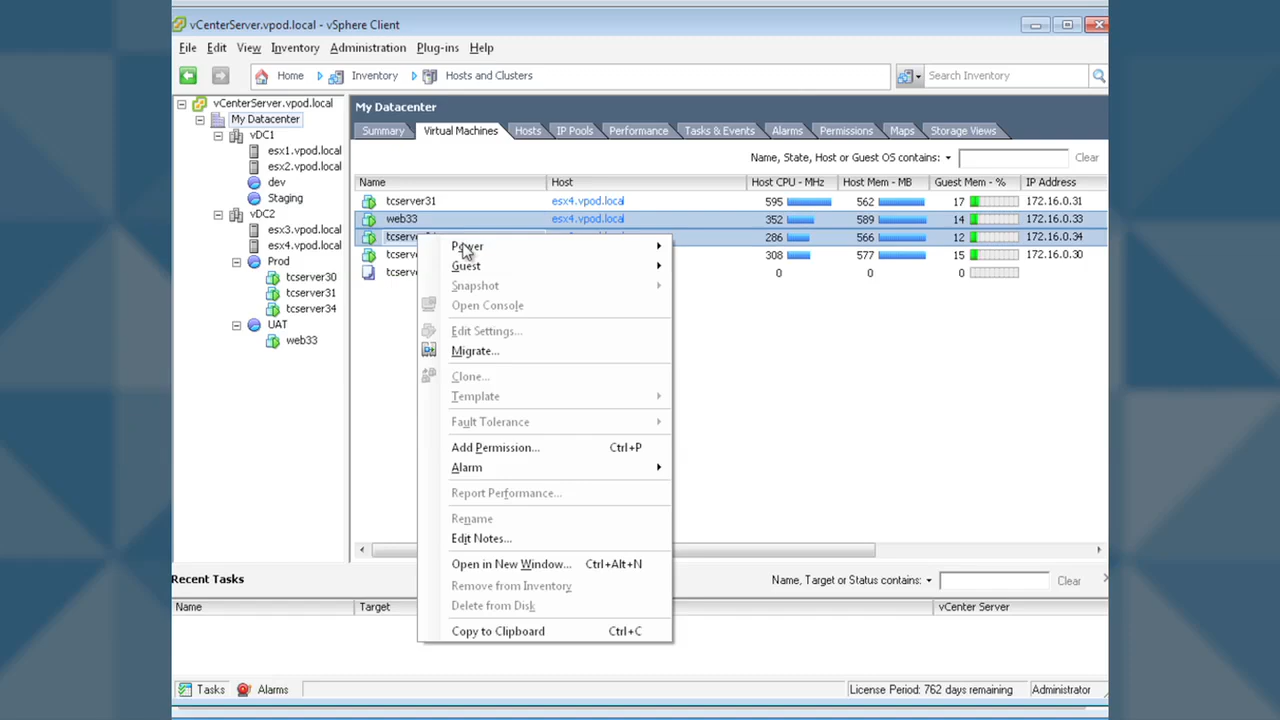 vCenterServer.vpod.local - vSphere Client
File Edit View Inventory Administration Plug-ins Help
Home Inventory Hosts and Clusters Search Inventory
vCenterServer.vpod.local
My Datacenter
vDC1
esx1.vpod.local
esx2.vpod.local
dev
Staging
vDC2
esx3.vpod.local
esx4.vpod.local
Prod
tcserver30
tcserver31
tcserver34
UAT
web33
My Datacenter
Summary Virtual Machines Hosts IP Pools Performance Tasks & Events Alarms Permissions Maps Storage Views
Name, State, Host or Guest OS contains: Clear
Name Host Host CPU - MHz Host Mem - MB Guest Mem - % IP Address
tcserver31 esx4.vpod.local 595 562 17 172.16.0.31
web33 esx4.vpod.local 352 589 14 172.16.0.33
286 566 12 172.16.0.34
308 577 15 172.16.0.30
0 0 0
Power
Guest
Snapshot
Open Console
Edit Settings...
Migrate...
Clone...
Template
Fault Tolerance
Add Permission... Ctrl+P
Alarm
Report Performance...
Rename
Edit Notes...
Open in New Window... Ctrl+Alt+N
Remove from Inventory
Delete from Disk
Copy to Clipboard Ctrl+C
Recent Tasks Name, Target or Status contains: Clear
Name Target vCenter Server
Tasks Alarms License Period: 762 days remaining Administrator